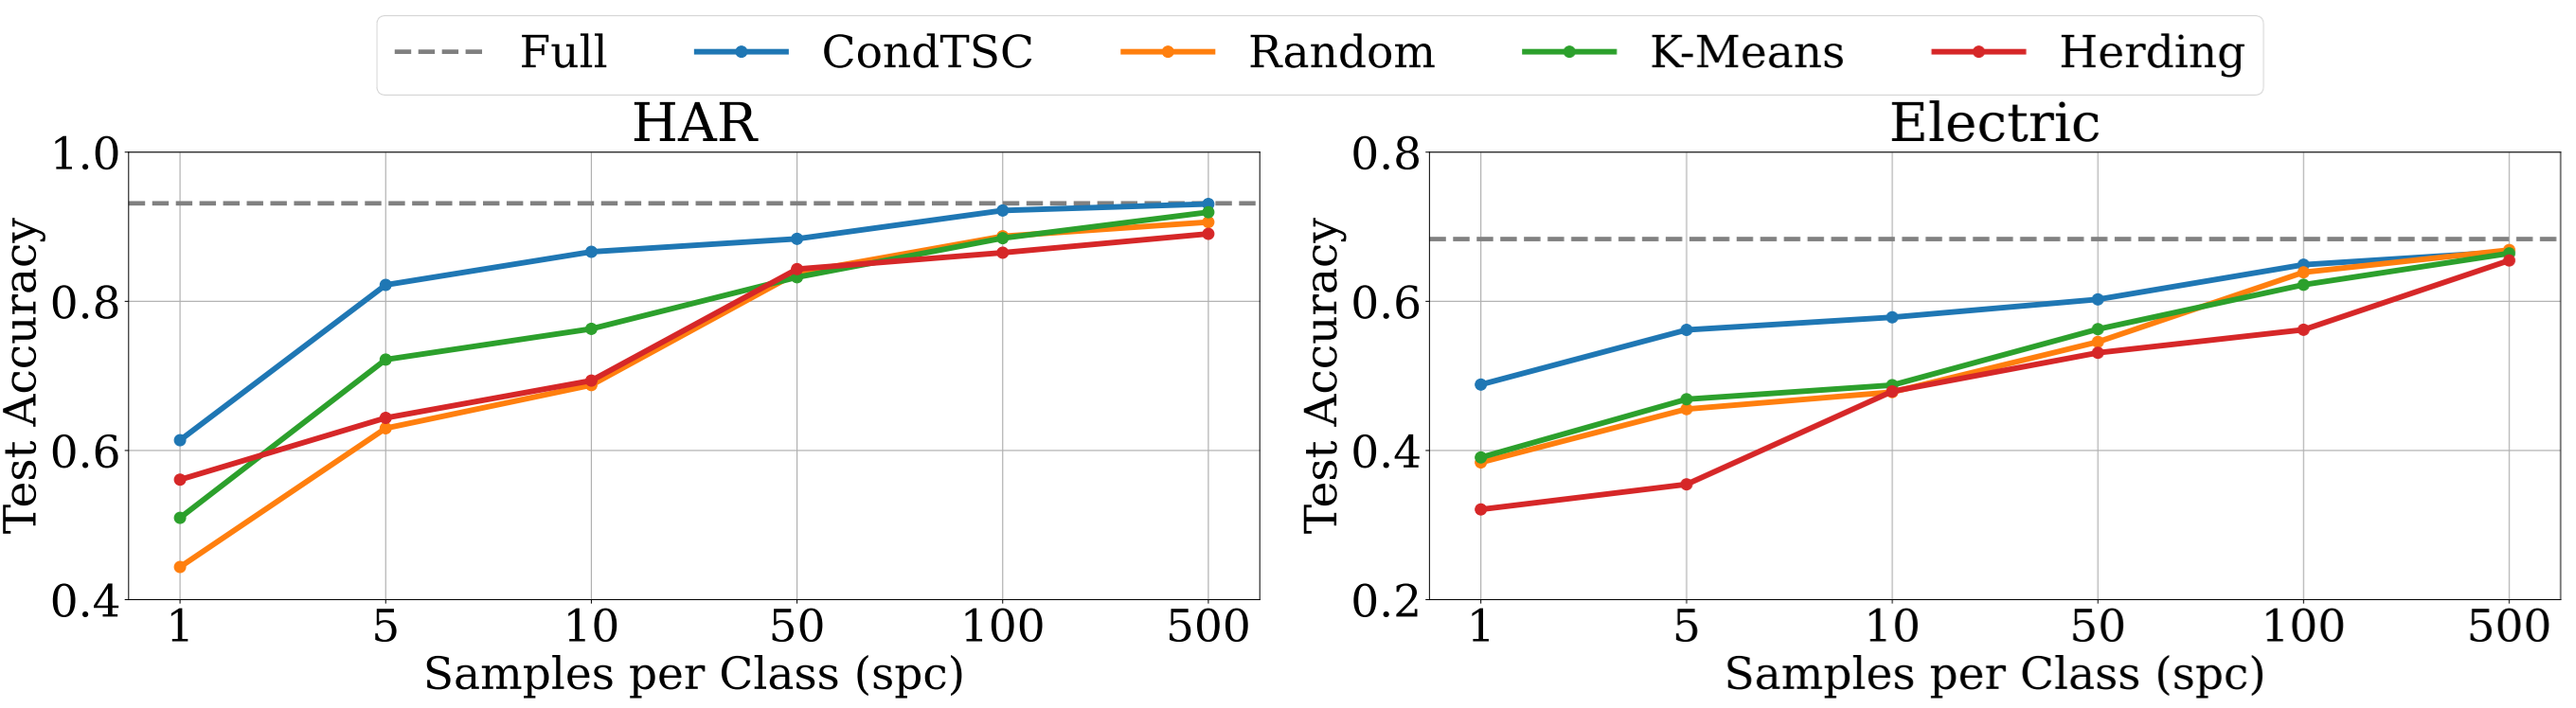 Full CondTSC Random K-Means Herding
HAR
Test Accuracy
1.0
0.8
0.6
0.4
1 5 10 50 100 500
Samples per Class (spc)
Electric
Test Accuracy
0.8
0.6
0.4
0.2
1 5 10 50 100 500
Samples per Class (spc)